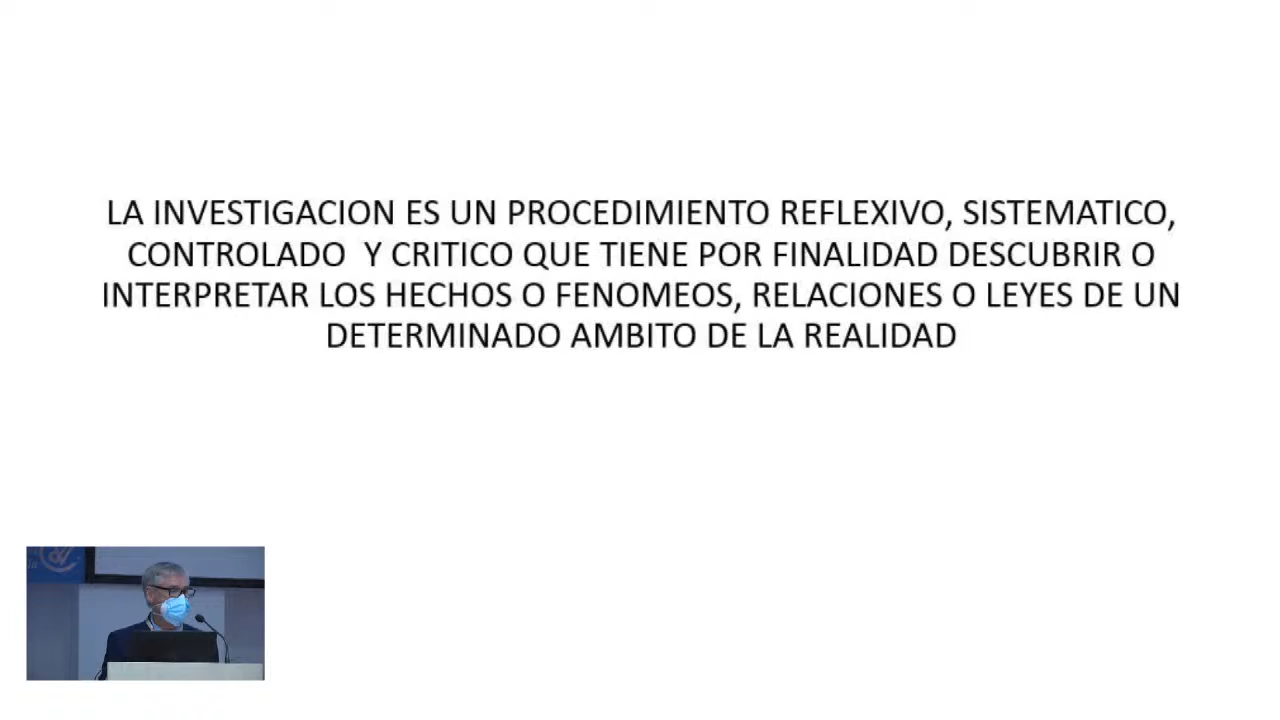 LA INVESTIGACION ES UN PROCEDIMIENTO REFLEXIVO, SISTEMATICO,
CONTROLADO Y CRITICO QUE TIENE POR FINALIDAD DESCUBRIR O
INTERPRETAR LOS HECHOS O FENOMEOS, RELACIONES O LEYES DE UN
DETERMINADO AMBITO DE LA REALIDAD